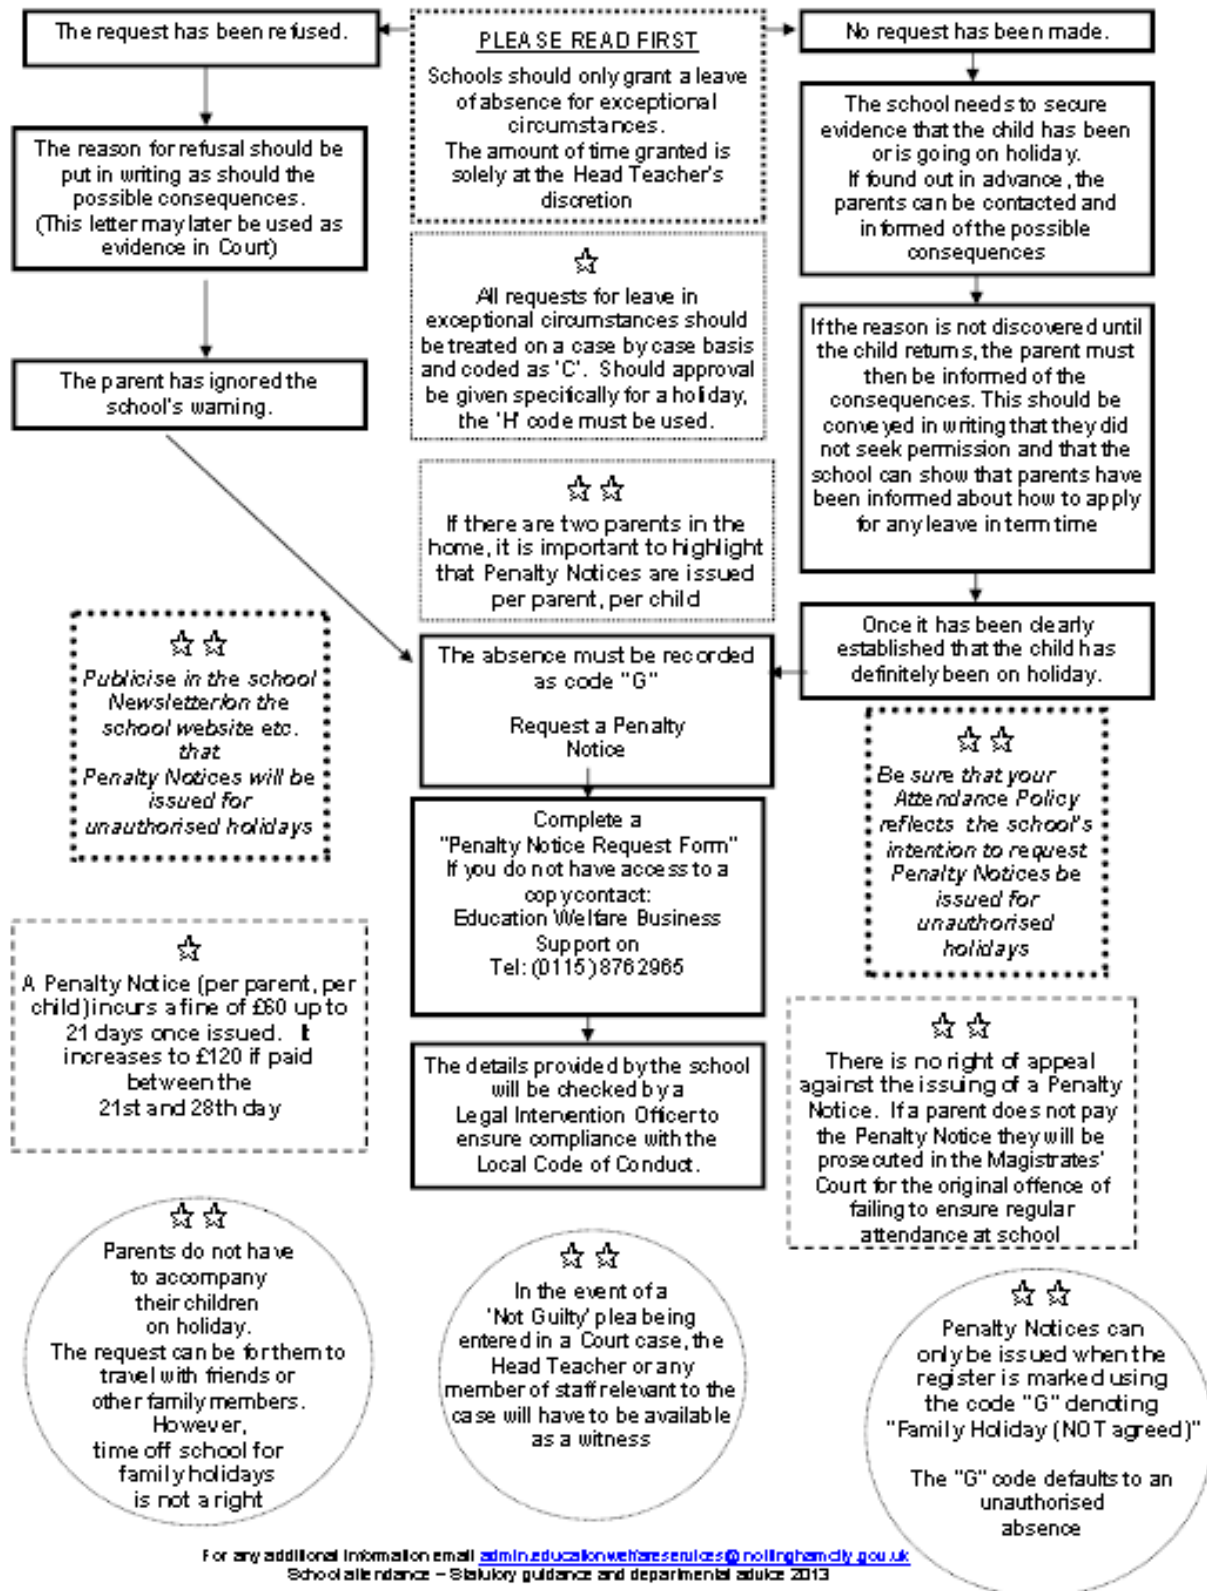 The request has been refused.
The reason for refusal should be
put in writing as should the
possible consequences.
(This letter may later be used as
evidence in Court)
The parent has ignored the
school's warning.
PLEASE READ FIRST
Schools should only grant a leave
of absence for exceptional
circumstances.
The amount of time granted is
solely at the Head Teacher's
discretion
☆
All requests for leave in
exceptional circumstances should
be treated on a case by case basis
and coded as 'C'. Should approval
be given specifically for a holiday,
the 'H' code must be used.
☆☆
If there are two parents in the
home, it is important to highlight
that Penalty Notices are issued
per parent, per child
No request has been made.
The school needs to secure
evidence that the child has been
or is going on holiday.
If found out in advance, the
parents can be contacted and
informed of the possible
consequences
If the reason is not discovered until
the child returns, the parent must
then be informed of the
consequences. This should be
conveyed in writing that they did
not seek permission and that the
school can show that parents have
been informed about how to apply
for any leave in term time
Once it has been clearly
established that the child has
definitely been on holiday.
The absence must be recorded
as code "G"
Request a Penalty
Notice
Complete a
"Penalty Notice Request Form"
If you do not have access to a
copy contact:
Education Welfare Business
Support on
Tel: (0115) 8762965
The details provided by the school
will be checked by a
Legal Intervention Officer to
ensure compliance with the
Local Code of Conduct.
☆☆
Publicise in the school
Newsletter/on the
school website etc.
that
Penalty Notices will be
issued for
unauthorised holidays
☆☆
Be sure that your
Attendance Policy
reflects the school's
intention to request
Penalty Notices be
issued for
unauthorised
holidays
☆
A Penalty Notice (per parent, per
child) incurs a fine of £60 up to
21 days once issued. It
increases to £120 if paid
between the
21st and 28th day
☆☆
There is no right of appeal
against the issuing of a Penalty
Notice. If a parent does not pay
the Penalty Notice they will be
prosecuted in the Magistrates'
Court for the original offence of
failing to ensure regular
attendance at school
☆☆
Parents do not have
to accompany
their children
on holiday.
The request can be for them to
travel with friends or
other family members.
However,
time off school for
family holidays
is not a right
☆☆
In the event of a
'Not Guilty' plea being
entered in a Court case, the
Head Teacher or any
member of staff relevant to the
case will have to be available
as a witness
☆☆
Penalty Notices can
only be issued when the
register is marked using
the code "G" denoting
"Family Holiday (NOT agreed)"
The "G" code defaults to an
unauthorised
absence
For any additional information email admin.educationwelfareservices@nottinghamcity.gov.uk
School attendance – Statutory guidance and departmental advice 2013